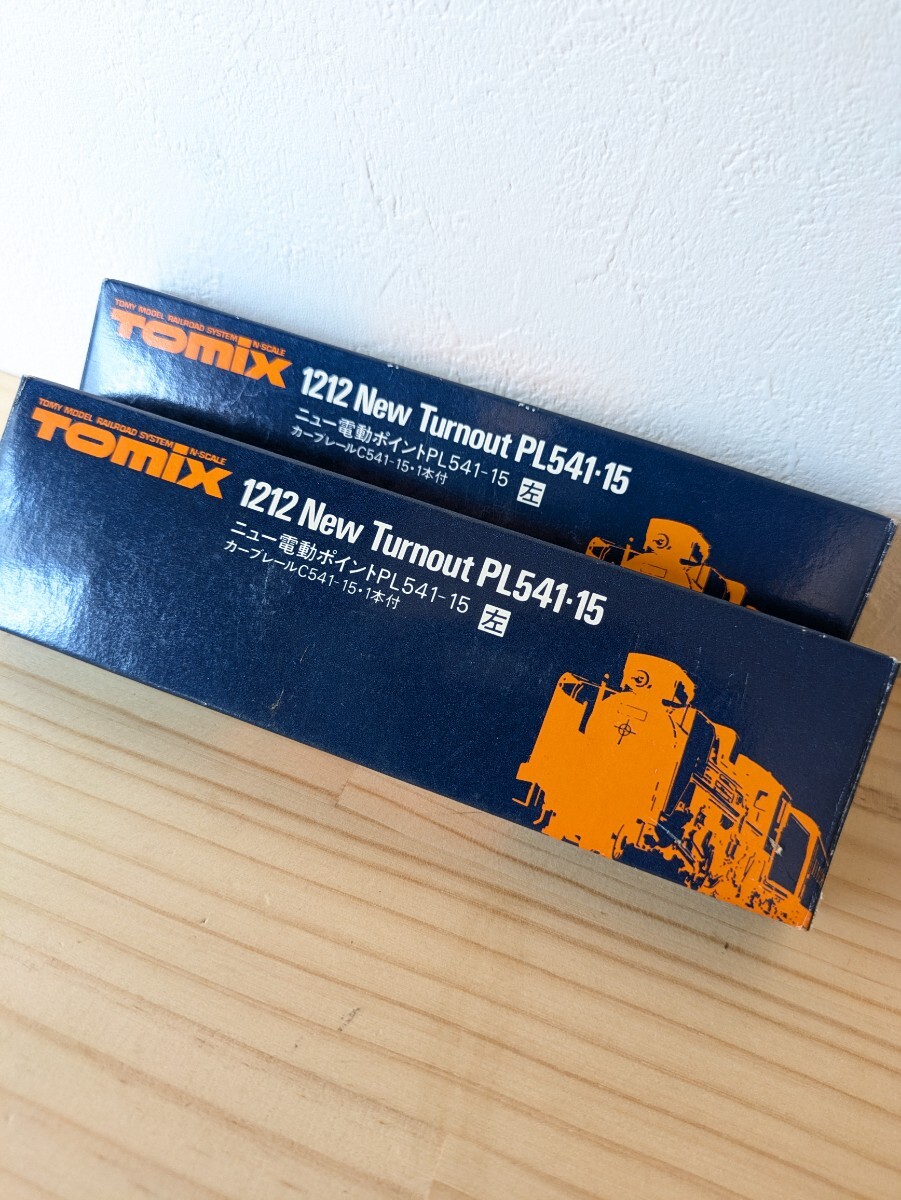 TOMY MODEL RAILROAD SYSTEM N-SCALE
TOMIX
1212 New Turnout PL541·15
ニュー電動ポイントPL541-15 左
カーブレールC541-15・1本付
TOMY MODEL RAILROAD SYSTEM N-SCALE
TOMIX
1212 New Turnout PL541·15
ニュー電動ポイントPL541-15 左
カーブレールC541-15・1本付